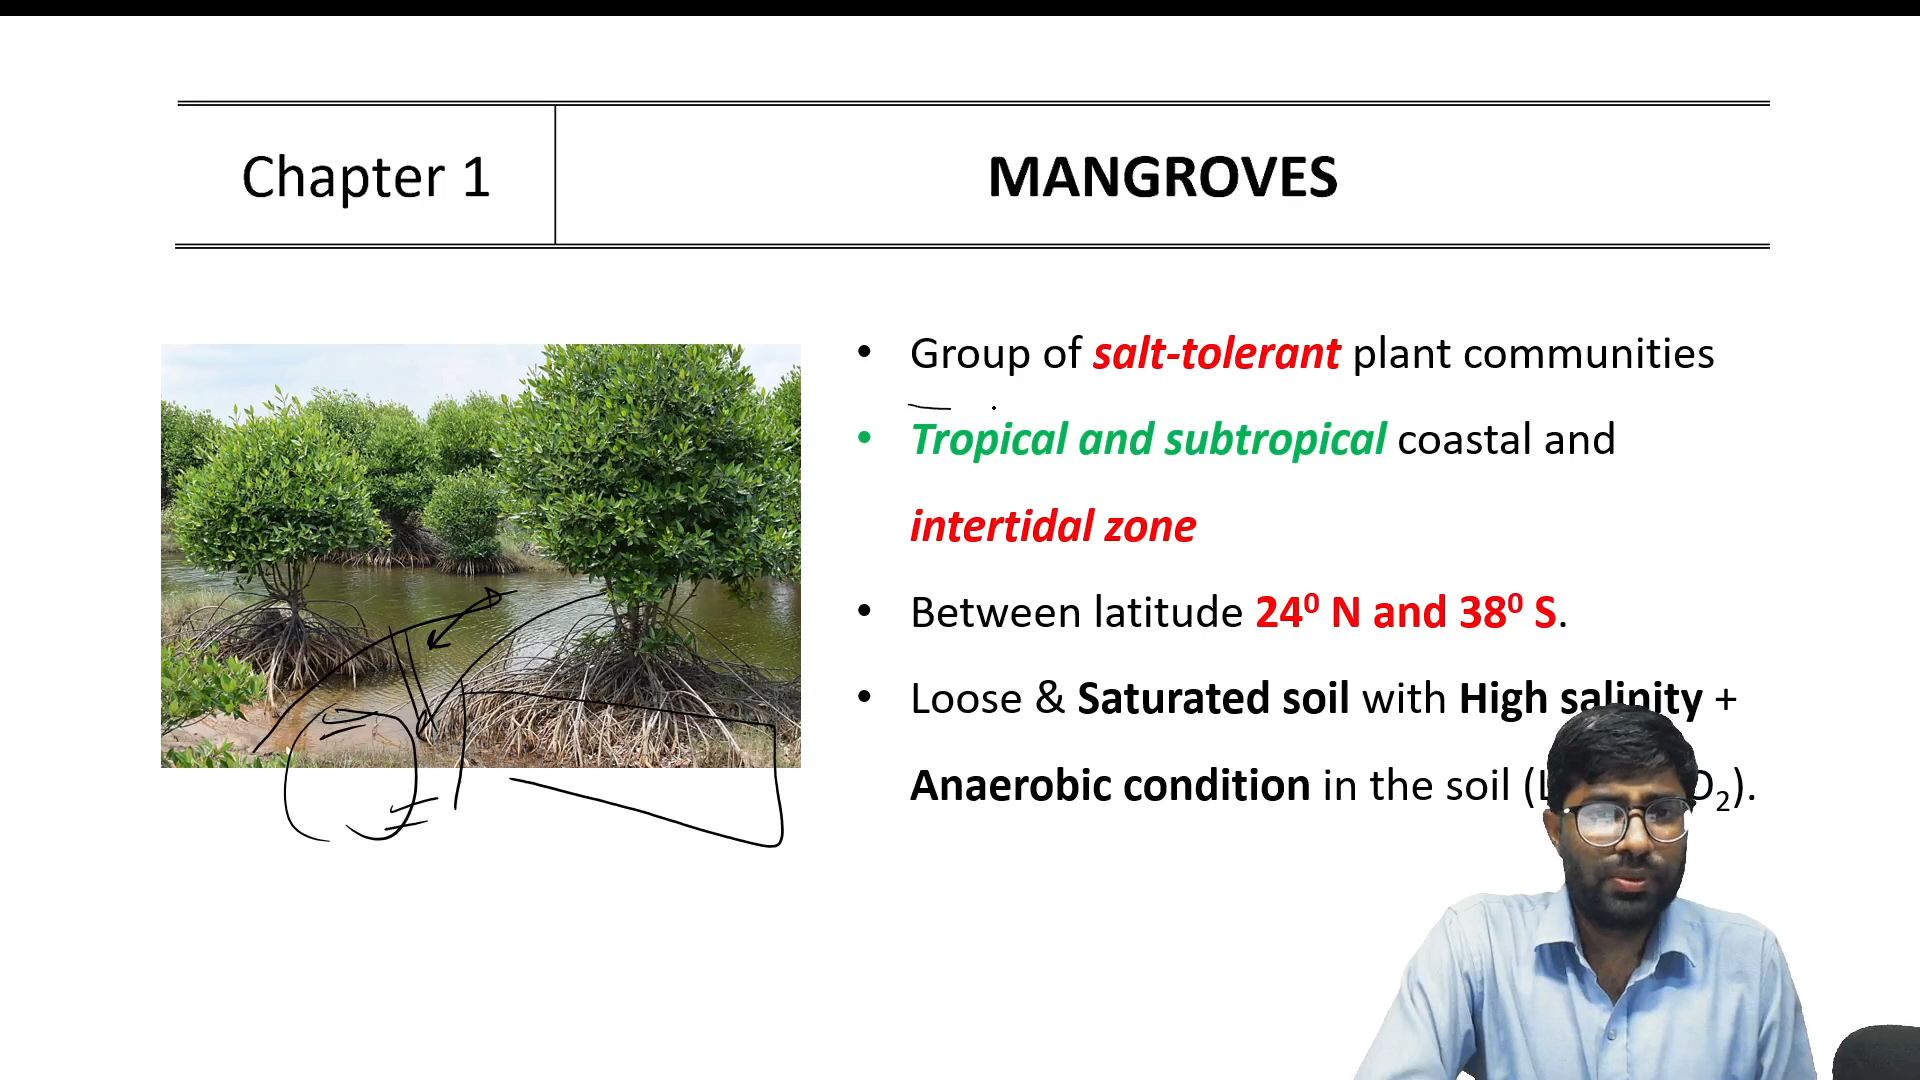 Chapter 1
MANGROVES
• Group of salt-tolerant plant communities
• Tropical and subtropical coastal and
intertidal zone
• Between latitude 24⁰ N and 38⁰ S.
• Loose & Saturated soil with High salinity +
Anaerobic condition in the soil (L O₂).